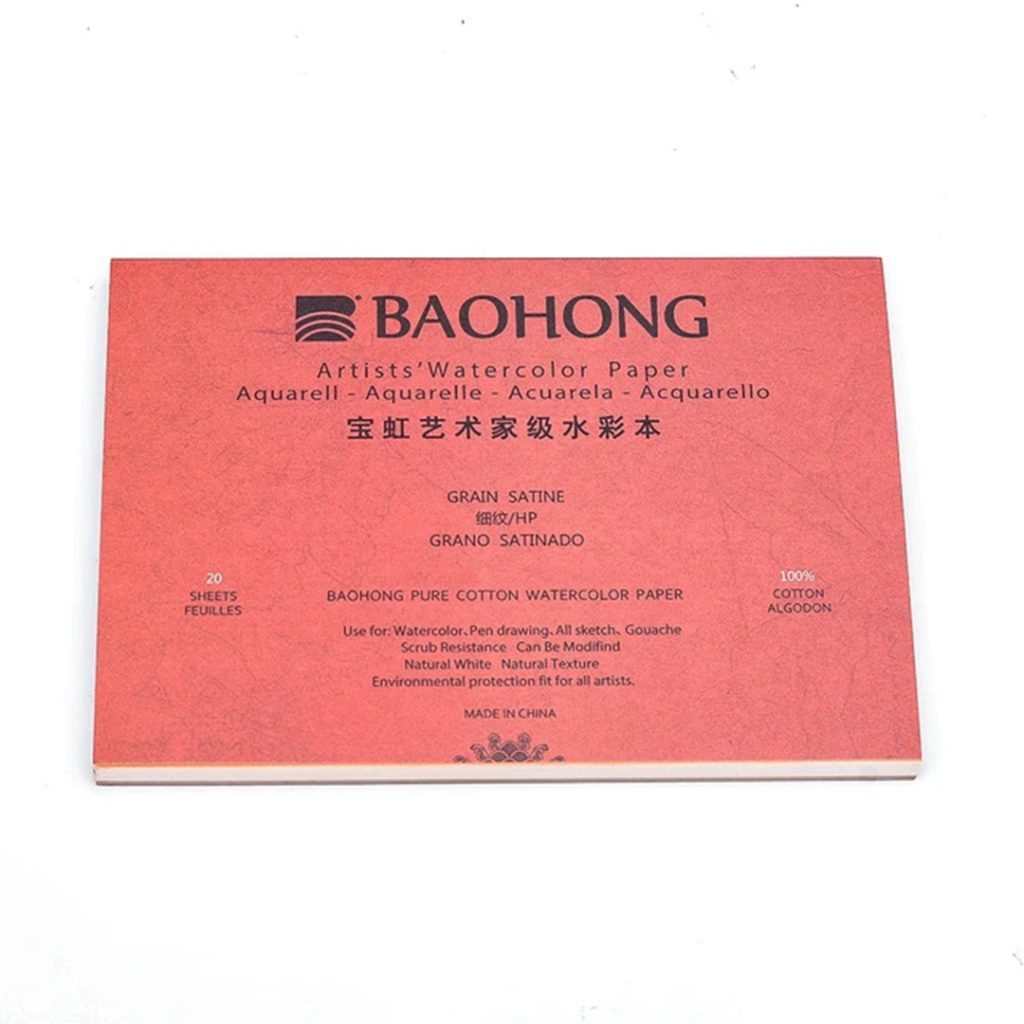 BAOHONG
Artists' Watercolor Paper
Aquarell - Aquarelle - Acuarela - Acquarello
宝虹艺术家级水彩本
GRAIN SATINE
细纹/HP
GRANO SATINADO
20
SHEETS
FEUILLES
100%
COTTON
ALGODON
BAOHONG PURE COTTON WATERCOLOR PAPER
Use for: Watercolor、Pen drawing、All sketch、Gouache
Scrub Resistance Can Be Modifind
Natural White Natural Texture
Environmental protection fit for all artists.
MADE IN CHINA